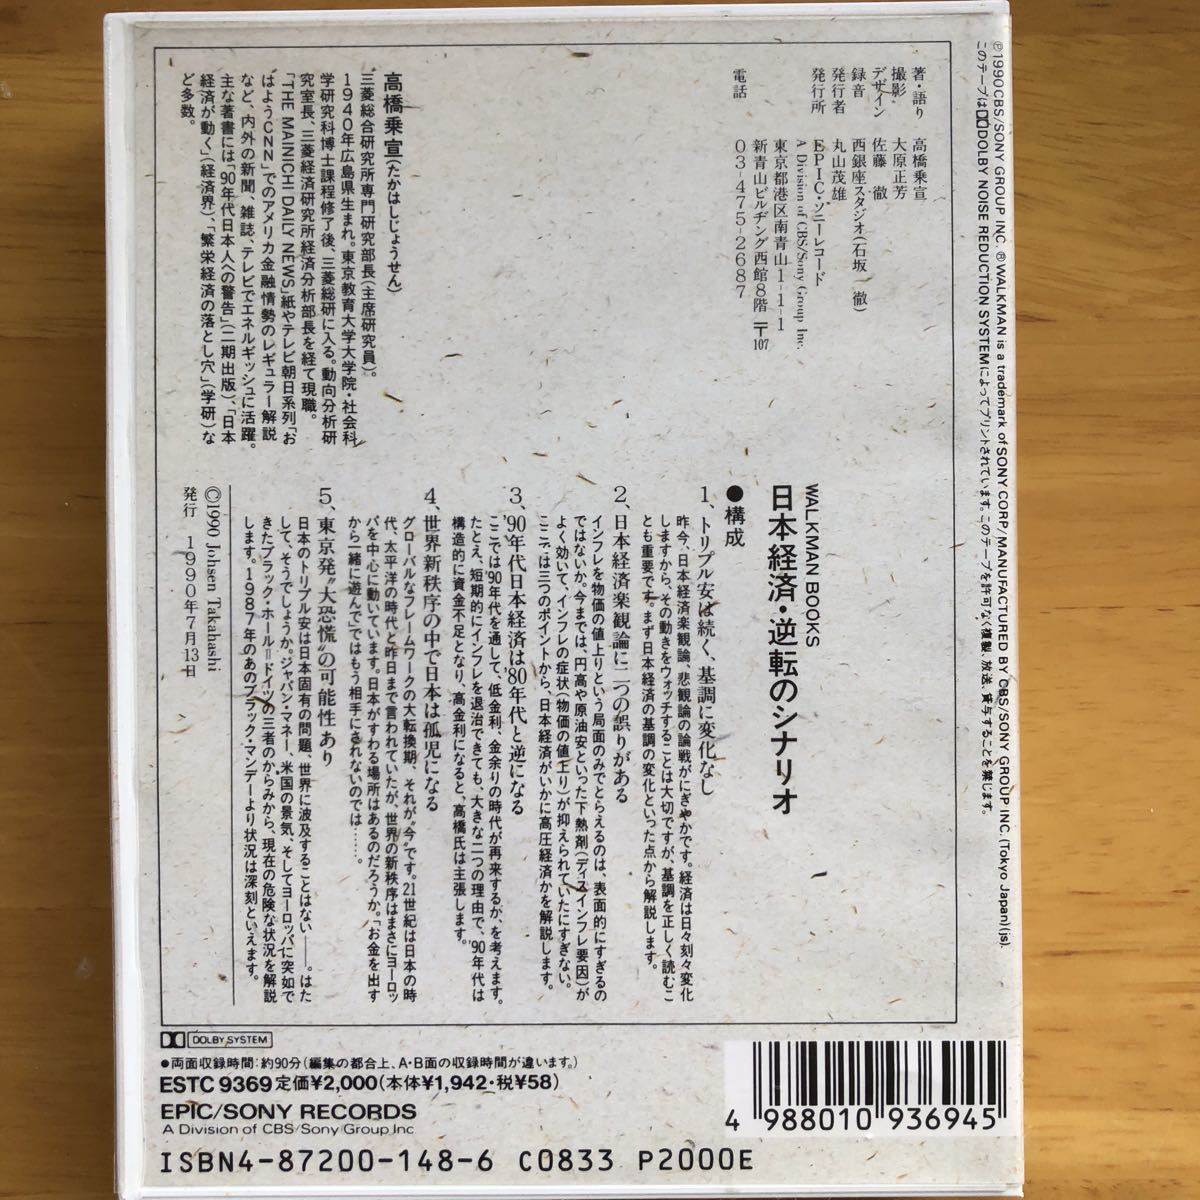 ℗1990 CBS/SONY GROUP INC. ®WALKMAN is a trademark of SONY CORP./MANUFACTURED BY CBS/SONY GROUP INC. (Tokyo Japan) (js).
このテープはDOLBY NOISE REDUCTION SYSTEMによってプリントされています。このテープを許可なく複製、放送、貸与することを禁じます。
著・語り 高橋乗宣
撮影 大原正芳
デザイン 佐藤 徹
録音 西銀座スタジオ(石坂 徹)
発行者 丸山茂雄
発行所 EPIC・ソニーレコード
A Division of CBS/Sony Group Inc.
東京都港区南青山1-1-1
新青山ビルヂング西館8階 〒107
電話 03-475-2687
高橋乗宣(たかはしじょうせん)
三菱総合研究所専門研究部長(主席研究員)。
1940年広島県生まれ。東京教育大学大学院・社会科
学研究科博士課程修了後、三菱総研に入る。動向分析研
究室長、三菱経済研究所経済分析部長を経て現職。
「THE MAINICHI DAILY NEWS」紙やテレビ朝日系列「お
はようCNN」でのアメリカ金融情勢のレギュラー解説
など、内外の新聞、雑誌、テレビでエネルギッシュに活躍。
主な著書には「'90年代日本人への警告」(二期出版)、「日本
経済が動く」(経済界)、「繁栄経済の落とし穴」(学研)な
ど多数。
WALKMAN BOOKS
日本経済・逆転のシナリオ
●構成
1、トリプル安は続く、基調に変化なし
昨今、日本経済楽観論、悲観論の論戦がにぎやかです。経済は日々刻々変化
しますから、その動きをウォッチすることは大切ですが、基調を正しく読むこ
とも重要です。まず日本経済の基調の変化といった点から解説します。
2、日本経済楽観論に二つの誤りがある
インフレを物価の値上りという局面のみでとらえるのは、表面的にすぎるの
ではないか。今までは、円高や原油安といった下熱剤(ディスインフレ要因)が
よく効いて、インフレの症状(物価の値上り)が抑えられていたにすぎない。
ここでは三つのポイントから、日本経済がいかに高圧経済かを解説します。
3、'90年代日本経済は'80年代と逆になる
ここでは'90年代を通して、低金利、金余りの時代が再来するか、を考えます。
たとえ、短期的にインフレを退治できても、大きな二つの理由で、'90年代は
構造的に資金不足となり、高金利になると、高橋氏は主張します。
4、世界新秩序の中で日本は孤児になる
グローバルなフレームワークの大転換期、それが“今”です。21世紀は日本の時
代、太平洋の時代と昨日まで言われていたが、世界の新秩序はまさにヨーロッ
パを中心に動いています。日本がすわる場所はあるのだろうか。「お金を出す
から一緒に遊んで」ではもう相手にされないのでは……。
5、東京発“大恐慌”の可能性あり
日本のトリプル安は日本固有の問題、世界に波及することはない――。はた
して、そうでしょうか。ジャパン・マネー、米国の景気、そしてヨーロッパに突如で
きたブラック・ホール＝ドイツの三者のからみから、現在の危険な状況を解説
します。1987年のあのブラック・マンデーより状況は深刻といえます。
©1990 Johsen Takahashi
発行 1990年7月13日
DOLBY SYSTEM
●両面収録時間:約90分(編集の都合上、A・B面の収録時間が違います。)
ESTC 9369 定価¥2,000(本体¥1,942・税¥58)
EPIC/SONY RECORDS
A Division of CBS/Sony Group Inc.
4 988010 936945
ISBN4-87200-148-6 C0833 P2000E